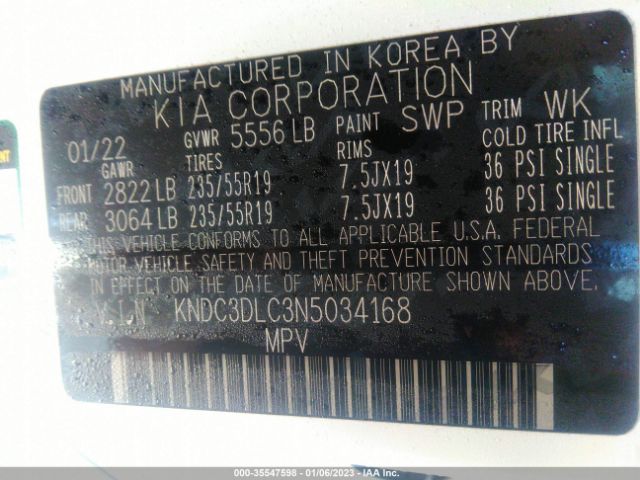 MANUFACTURED IN KOREA BY
KIA CORPORATION
01/22 GVWR 5556 LB PAINT SWP TRIM WK
GAWR TIRES RIMS COLD TIRE INFL
FRONT 2822 LB 235/55R19 7.5JX19 36 PSI SINGLE
REAR 3064 LB 235/55R19 7.5JX19 36 PSI SINGLE
THIS VEHICLE CONFORMS TO ALL APPLICABLE U.S.A. FEDERAL
MOTOR VEHICLE SAFETY AND THEFT PREVENTION STANDARDS
IN EFFECT ON THE DATE OF MANUFACTURE SHOWN ABOVE.
V.I.N KNDC3DLC3N5034168
MPV
000-35547598 - 01/06/2023 - IAA Inc.